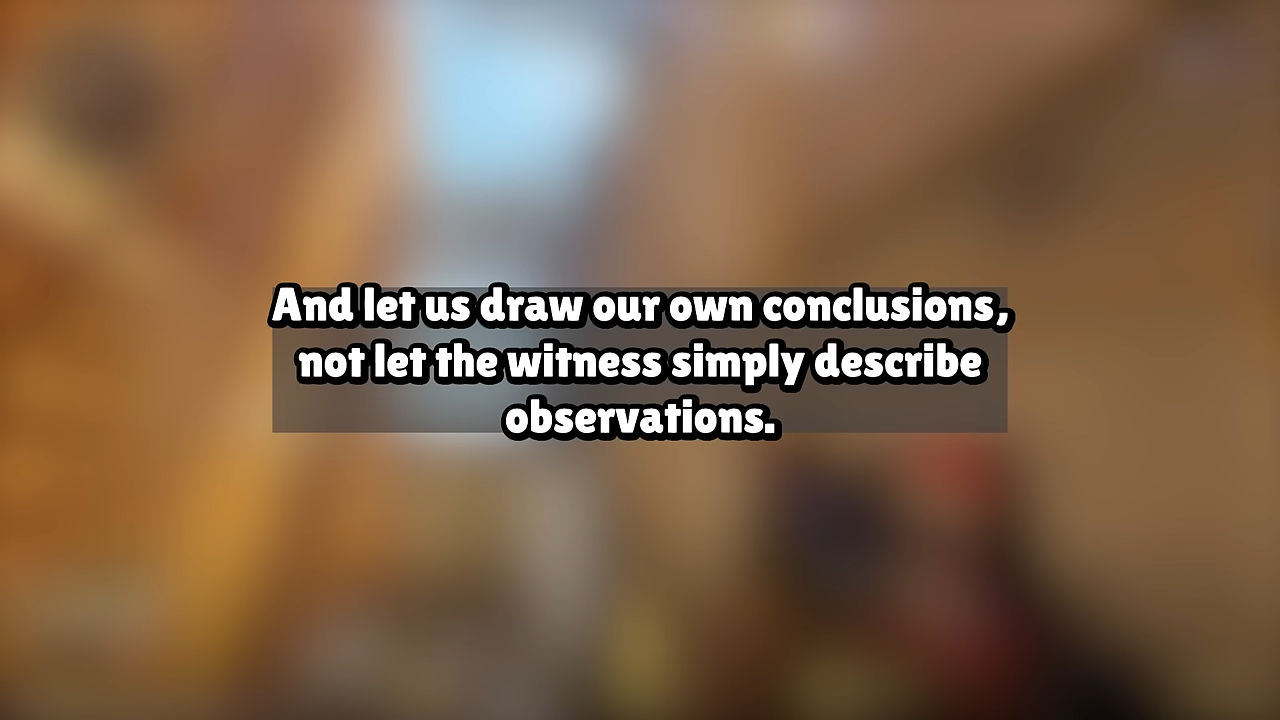 And let us draw our own conclusions,
not let the witness simply describe
observations.